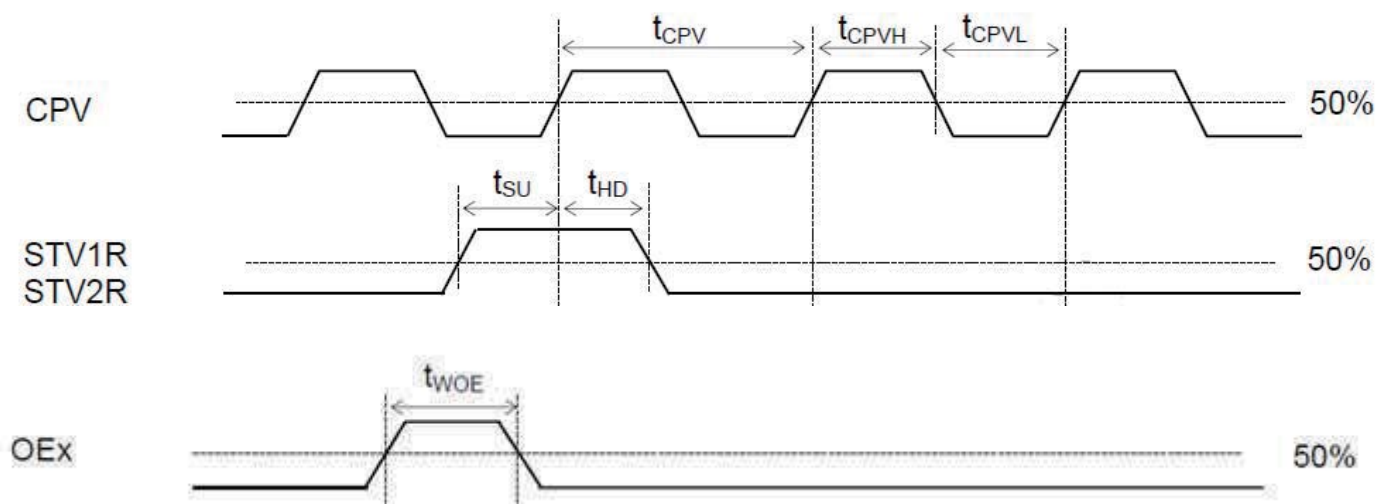 tCPV tCPVH tCPVL
CPV 50%
tSU tHD
STV1R 50%
STV2R
tWOE
OEx 50%